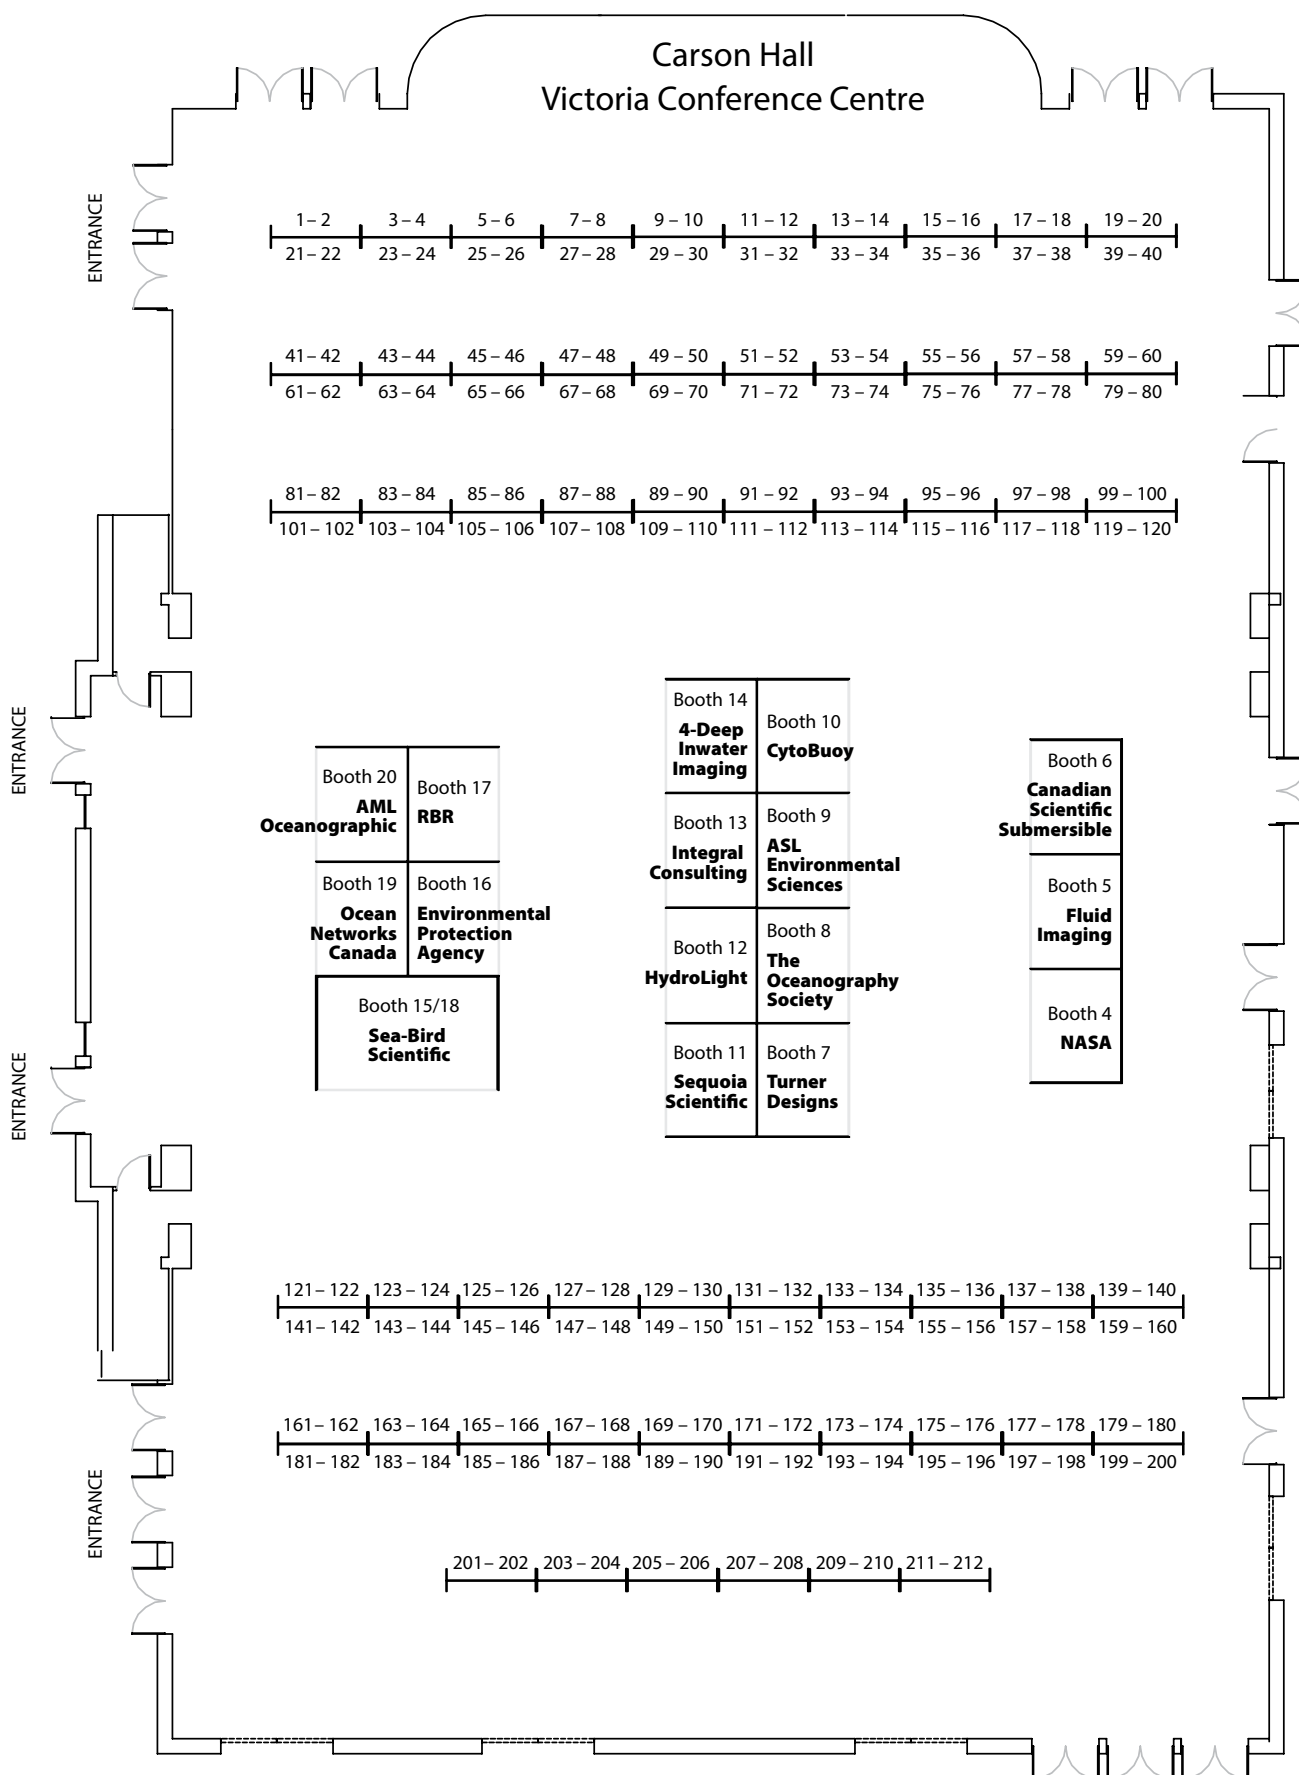 Carson Hall
Victoria Conference Centre
ENTRANCE
1 – 2 3 – 4 5 – 6 7 – 8 9 – 10 11 – 12 13 – 14 15 – 16 17 – 18 19 – 20
21 – 22 23 – 24 25 – 26 27 – 28 29 – 30 31 – 32 33 – 34 35 – 36 37 – 38 39 – 40
41 – 42 43 – 44 45 – 46 47 – 48 49 – 50 51 – 52 53 – 54 55 – 56 57 – 58 59 – 60
61 – 62 63 – 64 65 – 66 67 – 68 69 – 70 71 – 72 73 – 74 75 – 76 77 – 78 79 – 80
81 – 82 83 – 84 85 – 86 87 – 88 89 – 90 91 – 92 93 – 94 95 – 96 97 – 98 99 – 100
101 – 102 103 – 104 105 – 106 107 – 108 109 – 110 111 – 112 113 – 114 115 – 116 117 – 118 119 – 120
ENTRANCE
Booth 20
AML
Oceanographic
Booth 17
RBR
Booth 19
Ocean
Networks
Canada
Booth 16
Environmental
Protection
Agency
Booth 15/18
Sea-Bird
Scientific
Booth 14
4-Deep
Inwater
Imaging
Booth 10
CytoBuoy
Booth 13
Integral
Consulting
Booth 9
ASL
Environmental
Sciences
Booth 12
HydroLight
Booth 8
The
Oceanography
Society
Booth 11
Sequoia
Scientific
Booth 7
Turner
Designs
Booth 6
Canadian
Scientific
Submersible
Booth 5
Fluid
Imaging
Booth 4
NASA
ENTRANCE
121 – 122 123 – 124 125 – 126 127 – 128 129 – 130 131 – 132 133 – 134 135 – 136 137 – 138 139 – 140
141 – 142 143 – 144 145 – 146 147 – 148 149 – 150 151 – 152 153 – 154 155 – 156 157 – 158 159 – 160
161 – 162 163 – 164 165 – 166 167 – 168 169 – 170 171 – 172 173 – 174 175 – 176 177 – 178 179 – 180
181 – 182 183 – 184 185 – 186 187 – 188 189 – 190 191 – 192 193 – 194 195 – 196 197 – 198 199 – 200
ENTRANCE
201 – 202 203 – 204 205 – 206 207 – 208 209 – 210 211 – 212